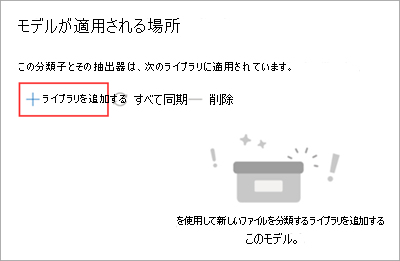 モデルが適用される場所
この分類子とその抽出器は、次のライブラリに適用されています。
ライブラリを追加する すべて同期 削除
を使用して新しいファイルを分類するライブラリを追加する
このモデル。